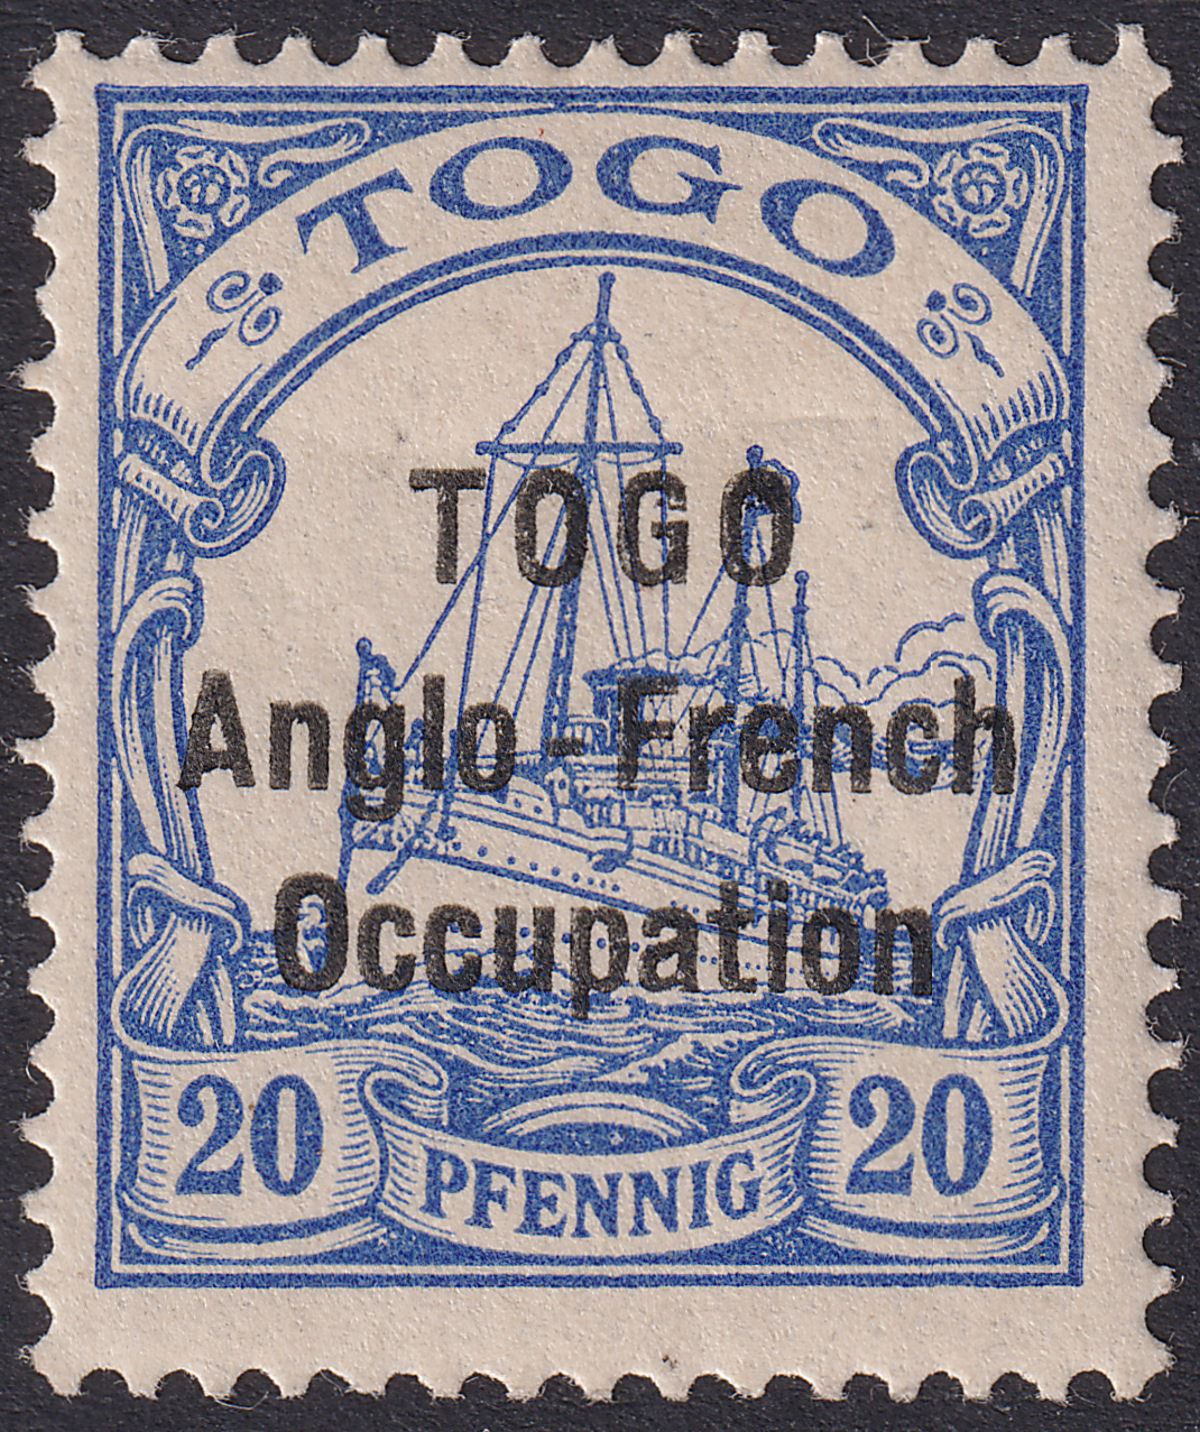 TOGO
TOGO
Anglo-French
Occupation
20 PFENNIG 20